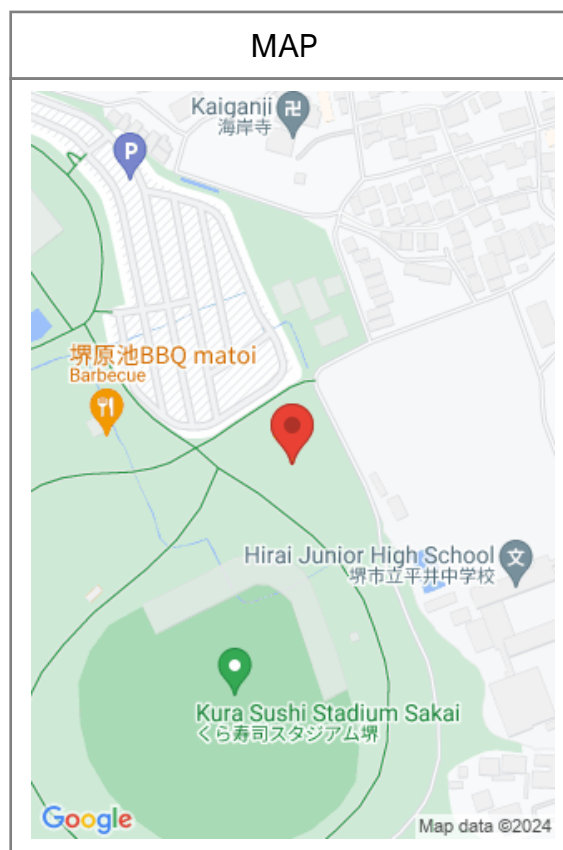 MAP
Kaiganji
海岸寺
P
堺原池BBQ matoi
Barbecue
Hirai Junior High School
堺市立平井中学校
文
Kura Sushi Stadium Sakai
くら寿司スタジアム堺
Google
Map data ©2024